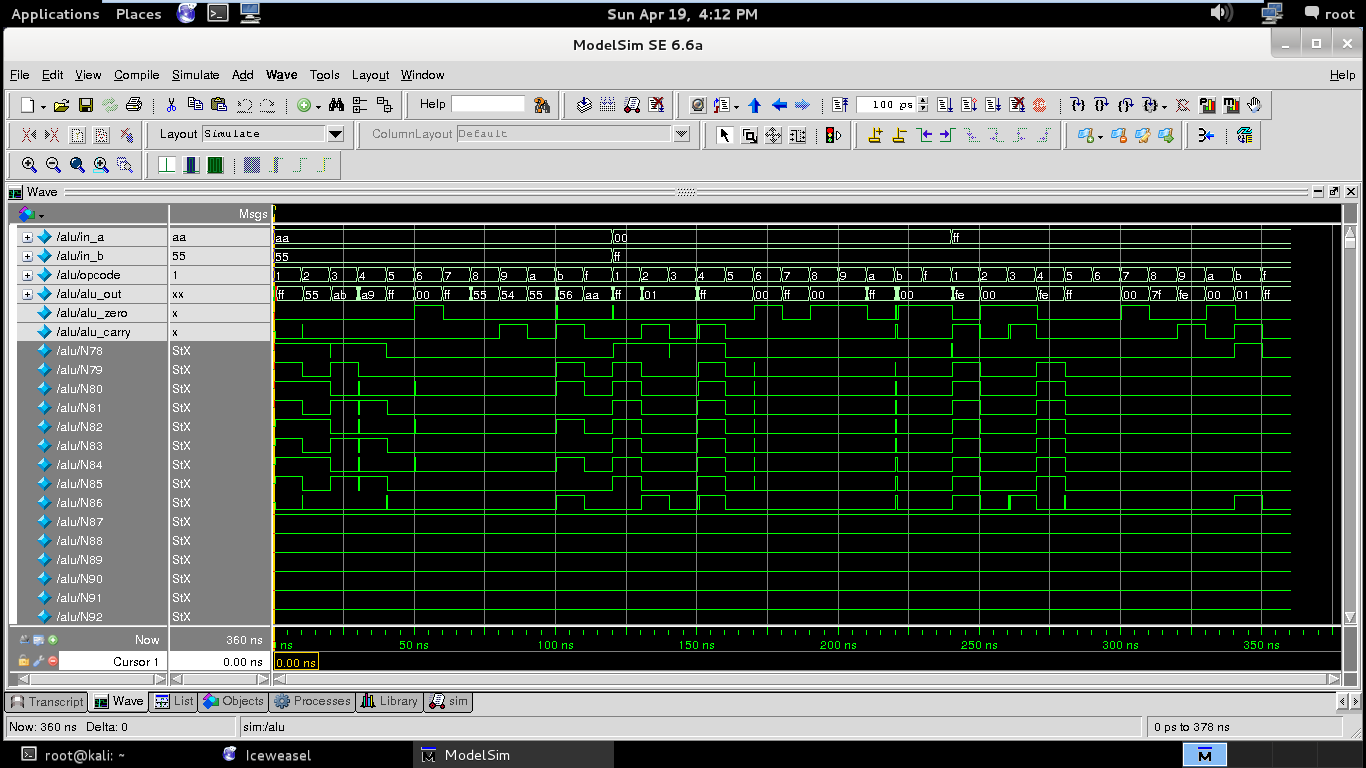 Applications Places Sun Apr 19, 4:12 PM root
ModelSim SE 6.6a
File Edit View Compile Simulate Add Wave Tools Layout Window Help
Help 100 ps
Layout Simulate ColumnLayout Default
Wave
Msgs
/alu/in_a aa aa 00 ff
/alu/in_b 55 55 ff
/alu/opcode 1 1 2 3 4 5 6 7 8 9 a b f 1 2 3 4 5 6 7 8 9 a b f 1 2 3 4 5 6 7 8 9 a b f
/alu/alu_out xx ff 55 ab a9 ff 00 ff 55 54 55 56 aa ff 01 ff 00 ff 00 ff 00 fe 00 fe ff 00 7f fe 00 01 ff
/alu/alu_zero x
/alu/alu_carry x
/alu/N78 StX
/alu/N79 StX
/alu/N80 StX
/alu/N81 StX
/alu/N82 StX
/alu/N83 StX
/alu/N84 StX
/alu/N85 StX
/alu/N86 StX
/alu/N87 StX
/alu/N88 StX
/alu/N89 StX
/alu/N90 StX
/alu/N91 StX
/alu/N92 StX
Now 360 ns ns 50 ns 100 ns 150 ns 200 ns 250 ns 300 ns 350 ns
Cursor 1 0.00 ns 0.00 ns
Transcript Wave List Objects Processes Library sim
Now: 360 ns Delta: 0 sim:/alu 0 ps to 378 ns
root@kali: ~ Iceweasel ModelSim